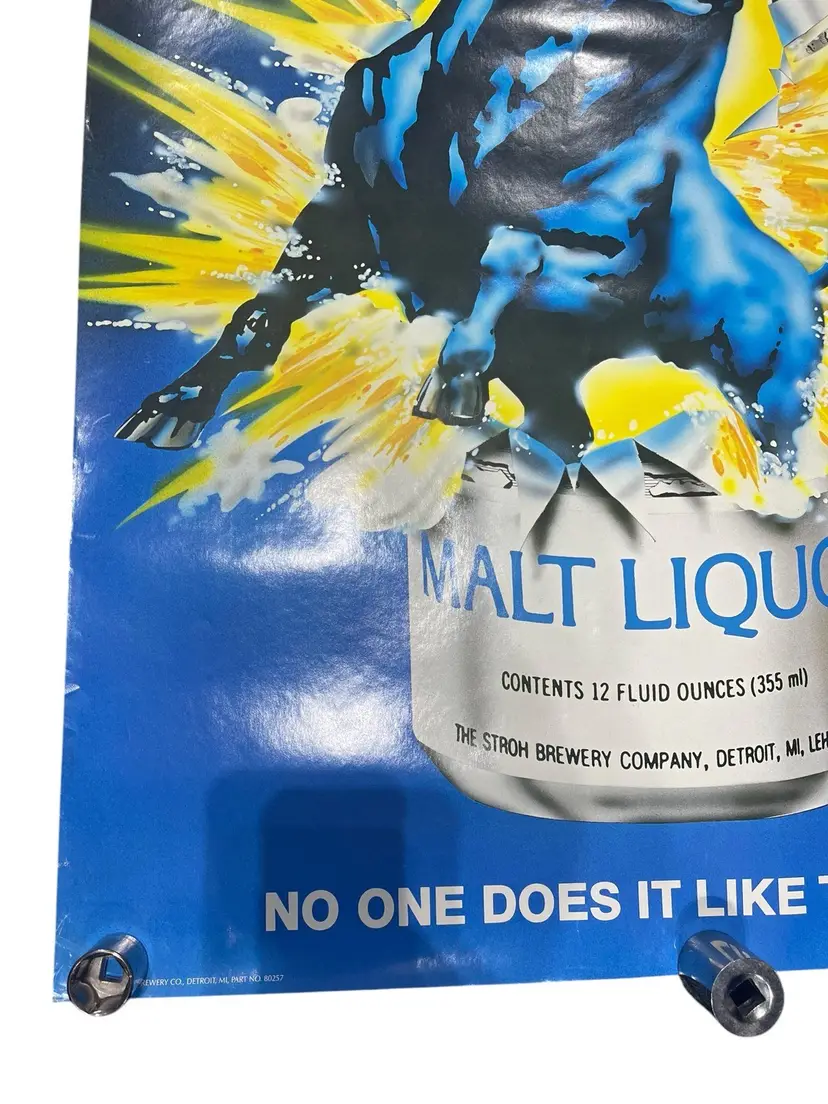 MALT LIQUO
CONTENTS 12 FLUID OUNCES (355 ml)
THE STROH BREWERY COMPANY, DETROIT, MI, LEH
NO ONE DOES IT LIKE T
REWERY CO., DETROIT, MI, PART NO. 80257